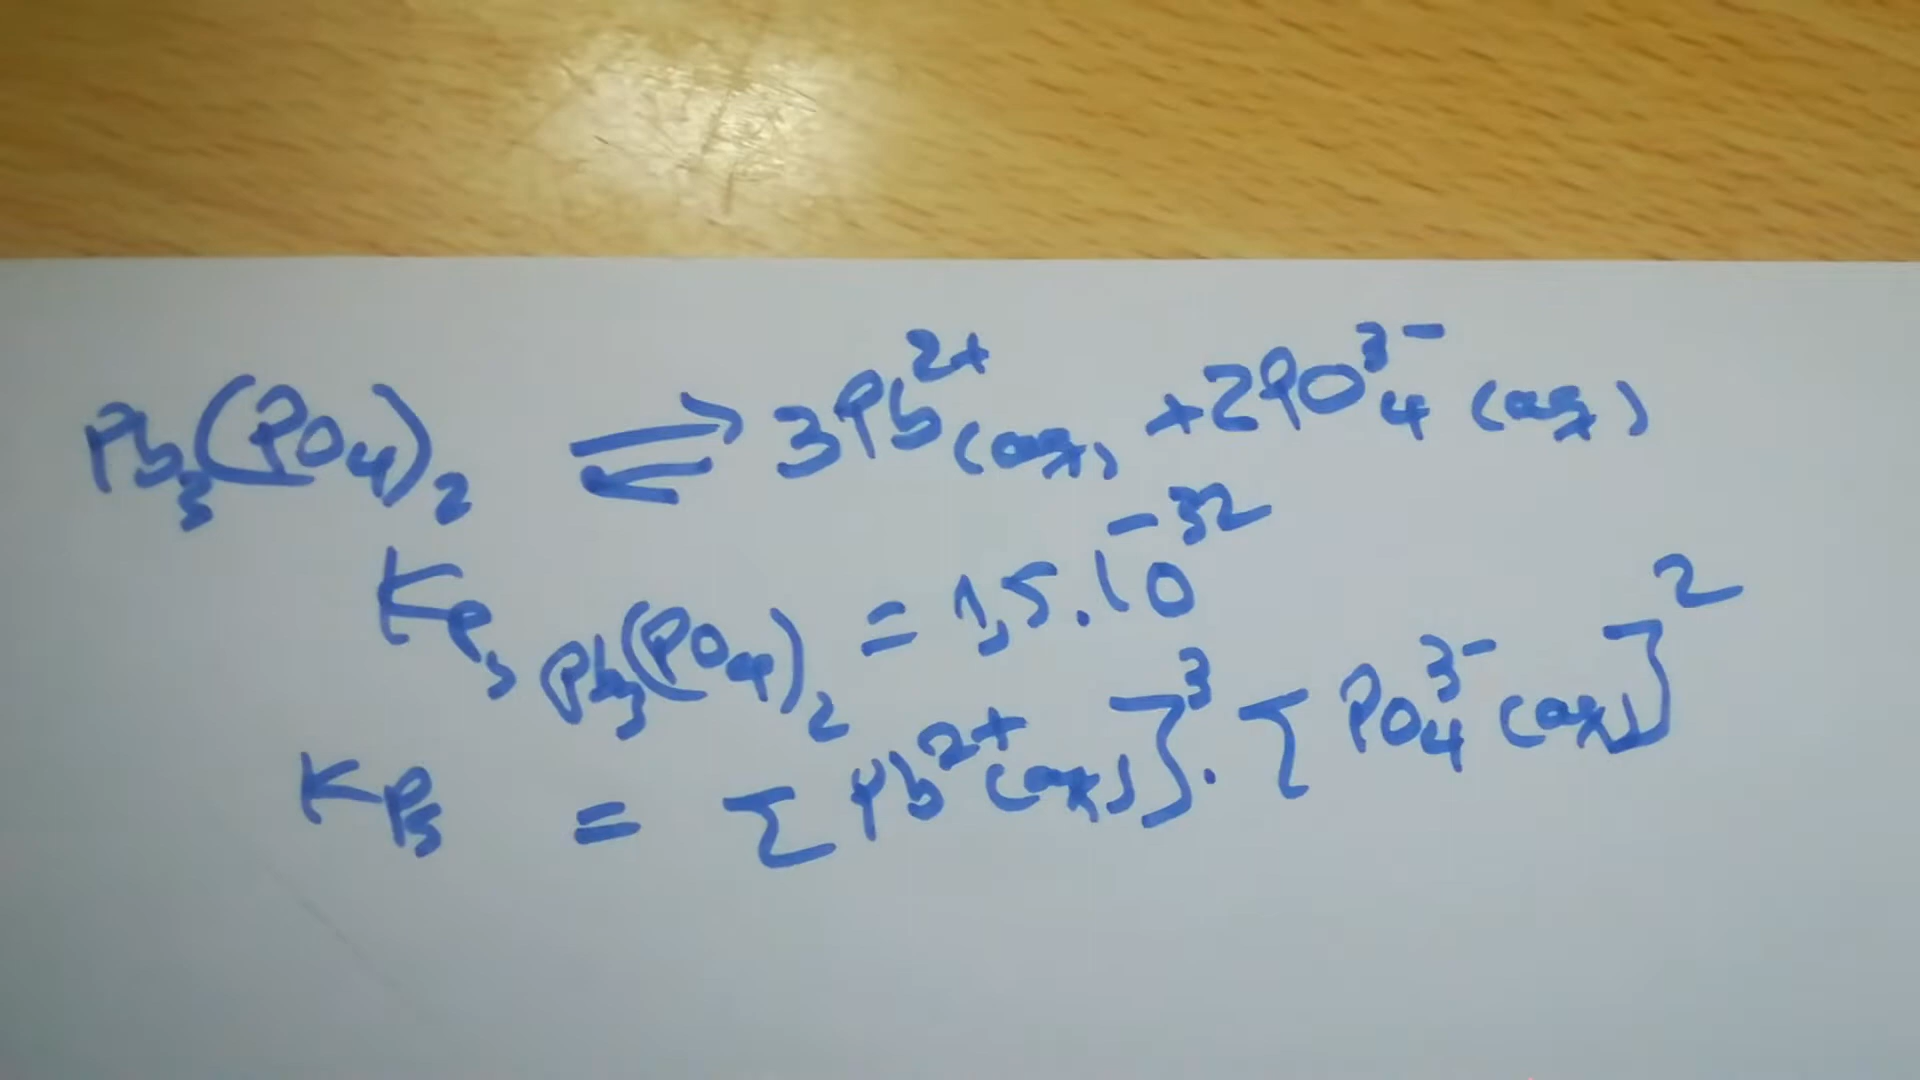 Pb₃(PO₄)₂ ⇌ 3Pb²⁺(aq) + 2PO₄³⁻(aq)
Kps Pb₃(PO₄)₂ = 1,5.10⁻³²
Kps = [Pb²⁺(aq)]³.[PO₄³⁻(aq)]²